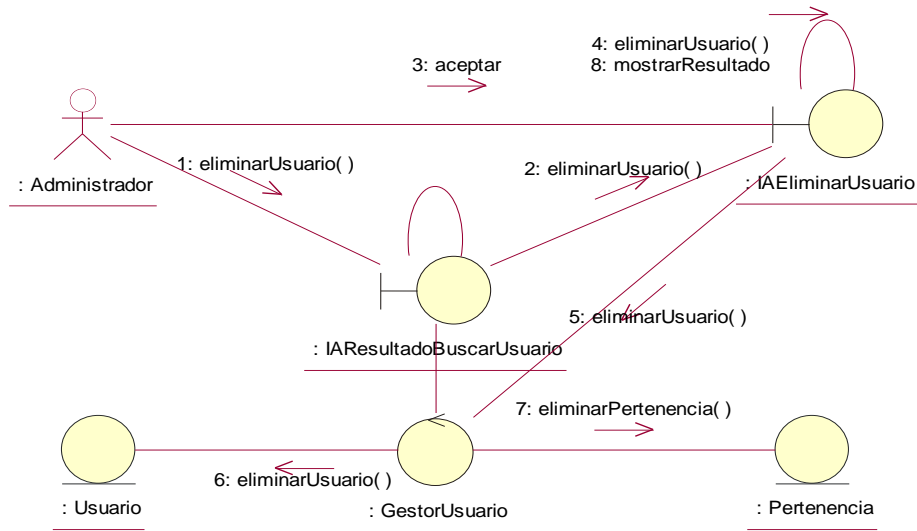 4: eliminarUsuario( )
8: mostrarResultado
3: aceptar
1: eliminarUsuario( )
2: eliminarUsuario( )
: Administrador
: IAEliminarUsuario
5: eliminarUsuario( )
: IAResultadoBuscarUsuario
7: eliminarPertenencia( )
6: eliminarUsuario( )
: Usuario
: GestorUsuario
: Pertenencia